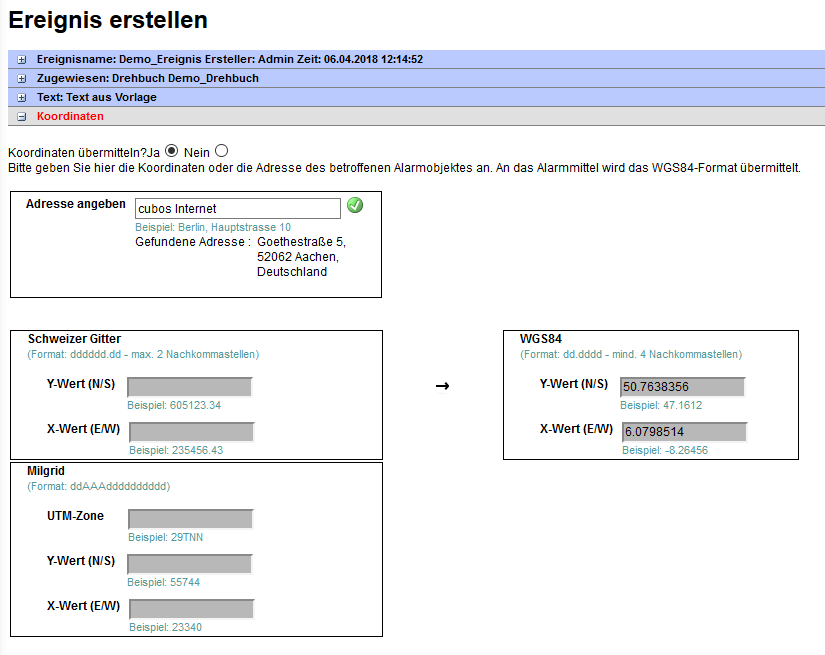 Ereignis erstellen
Ereignisname: Demo_Ereignis Ersteller: Admin Zeit: 06.04.2018 12:14:52
Zugewiesen: Drehbuch Demo_Drehbuch
Text: Text aus Vorlage
Koordinaten
Koordinaten übermitteln?Ja Nein
Bitte geben Sie hier die Koordinaten oder die Adresse des betroffenen Alarmobjektes an. An das Alarmmittel wird das WGS84-Format übermittelt.
Adresse angeben cubos Internet
Beispiel: Berlin, Hauptstrasse 10
Gefundene Adresse : Goethestraße 5,
52062 Aachen,
Deutschland
Schweizer Gitter
(Format: dddddd.dd - max. 2 Nachkommastellen)
Y-Wert (N/S)
Beispiel: 605123.34
X-Wert (E/W)
Beispiel: 235456.43
→
WGS84
(Format: dd.dddd - mind. 4 Nachkommastellen)
Y-Wert (N/S) 50.7638356
Beispiel: 47.1612
X-Wert (E/W) 6.0798514
Beispiel: -8.26456
Milgrid
(Format: ddAAAdddddddddd)
UTM-Zone
Beispiel: 29TNN
Y-Wert (N/S)
Beispiel: 55744
X-Wert (E/W)
Beispiel: 23340